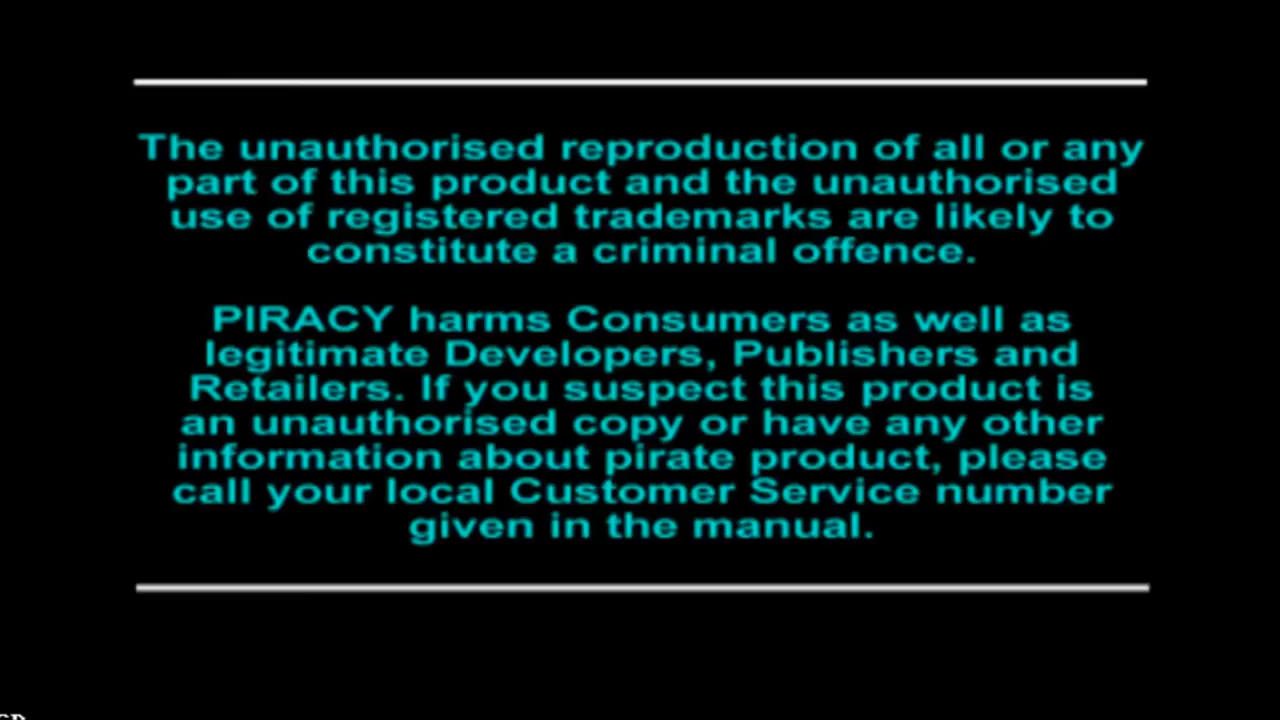 The unauthorised reproduction of all or any
part of this product and the unauthorised
use of registered trademarks are likely to
constitute a criminal offence.
PIRACY harms Consumers as well as
legitimate Developers, Publishers and
Retailers. If you suspect this product is
an unauthorised copy or have any other
information about pirate product, please
call your local Customer Service number
given in the manual.